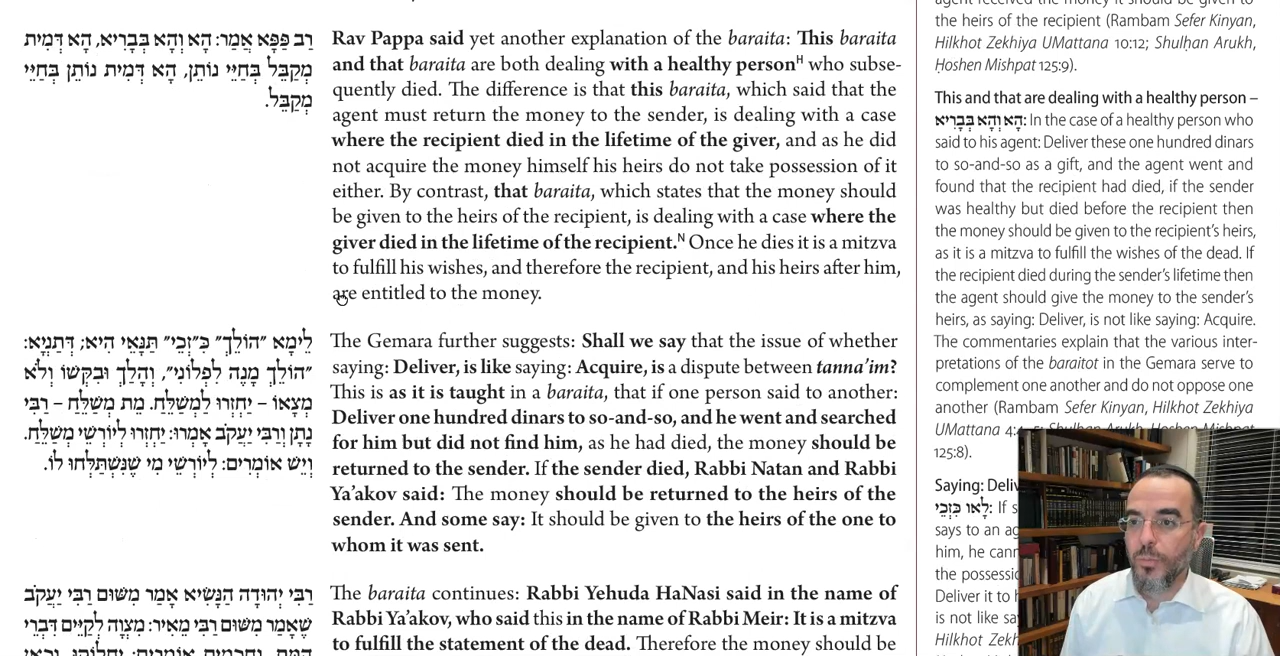 רַב פַּפָּא אָמַר: הָא וְהָא בְּבָרִיא, הָא דְּמִית
מְקַבֵּל בְּחַיֵּי נוֹתֵן, הָא דְּמִית נוֹתֵן בְּחַיֵּי
מְקַבֵּל.
Rav Pappa said yet another explanation of the baraita: This baraita
and that baraita are both dealing with a healthy personᴴ who subse-
quently died. The difference is that this baraita, which said that the
agent must return the money to the sender, is dealing with a case
where the recipient died in the lifetime of the giver, and as he did
not acquire the money himself his heirs do not take possession of it
either. By contrast, that baraita, which states that the money should
be given to the heirs of the recipient, is dealing with a case where the
giver died in the lifetime of the recipient.ᴺ Once he dies it is a mitzva
to fulfill his wishes, and therefore the recipient, and his heirs after him,
are entitled to the money.
לֵימָא "הוֹלֵךְ" כִּ"זְכֵי" תַּנָּאֵי הִיא; דְּתַנְיָא:
"הוֹלֵךְ מָנֶה לִפְלוֹנִי", וְהָלַךְ וּבִקְּשׁוֹ וְלֹא
מְצָאוֹ – יַחְזְרוּ לַמְשַׁלֵּחַ. מֵת מְשַׁלֵּחַ – רַבִּי
נָתָן וְרַבִּי יַעֲקֹב אָמְרוּ: יַחְזְרוּ לְיוֹרְשֵׁי מְשַׁלֵּחַ.
וְיֵשׁ אוֹמְרִים: לְיוֹרְשֵׁי מִי שֶׁנִּשְׁתַּלְּחוּ לוֹ.
The Gemara further suggests: Shall we say that the issue of whether
saying: Deliver, is like saying: Acquire, is a dispute between tanna'im?
This is as it is taught in a baraita, that if one person said to another:
Deliver one hundred dinars to so-and-so, and he went and searched
for him but did not find him, as he had died, the money should be
returned to the sender. If the sender died, Rabbi Natan and Rabbi
Ya'akov said: The money should be returned to the heirs of the
sender. And some say: It should be given to the heirs of the one to
whom it was sent.
רַבִּי יְהוּדָה הַנָּשִׂיא אָמַר מִשּׁוּם רַבִּי יַעֲקֹב
שֶׁאָמַר מִשּׁוּם רַבִּי מֵאִיר: מִצְוָה לְקַיֵּים דִּבְרֵי
The baraita continues: Rabbi Yehuda HaNasi said in the name of
Rabbi Ya'akov, who said this in the name of Rabbi Meir: It is a mitzva
to fulfill the statement of the dead. Therefore the money should be
agent received the money it should be given to
the heirs of the recipient (Rambam Sefer Kinyan,
Hilkhot Zekhiya UMattana 10:12; Shulḥan Arukh,
Ḥoshen Mishpat 125:9).
This and that are dealing with a healthy person –
הָא וְהָא בְּבָרִיא: In the case of a healthy person who
said to his agent: Deliver these one hundred dinars
to so-and-so as a gift, and the agent went and
found that the recipient had died, if the sender
was healthy but died before the recipient then
the money should be given to the recipient's heirs,
as it is a mitzva to fulfill the wishes of the dead. If
the recipient died during the sender's lifetime then
the agent should give the money to the sender's
heirs, as saying: Deliver, is not like saying: Acquire.
The commentaries explain that the various inter-
pretations of the baraitot in the Gemara serve to
complement one another and do not oppose one
another (Rambam Sefer Kinyan, Hilkhot Zekhiya
UMattana
125:8).
Saying:
לָאו כִּזְכֵי: If
says to an
him, he
the
Deliver it to
is not like
Hilkhot